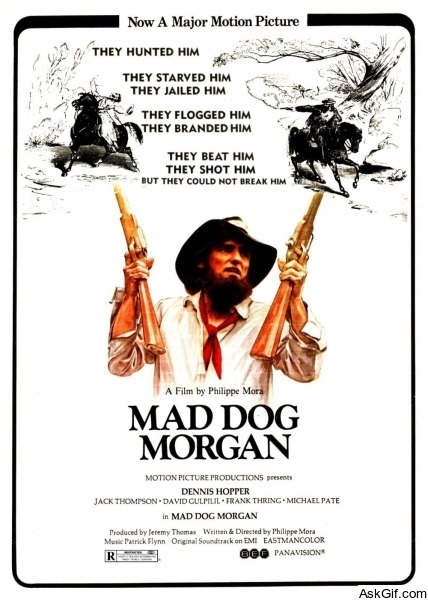 Now A Major Motion Picture
THEY HUNTED HIM
THEY STARVED HIM
THEY JAILED HIM
THEY FLOGGED HIM
THEY BRANDED HIM
THEY BEAT HIM
THEY SHOT HIM
BUT THEY COULD NOT BREAK HIM
A Film by Philippe Mora
MAD DOG
MORGAN
MOTION PICTURE PRODUCTIONS presents
DENNIS HOPPER
JACK THOMPSON • DAVID GULPILIL • FRANK THRING • MICHAEL PATE
in MAD DOG MORGAN
Produced by Jeremy Thomas Written & Directed by Philippe Mora
Music Patrick Flynn Original Soundtrack on EMI EASTMANCOLOR
R RESTRICTED
BEF PANAVISION®
AskGif.com